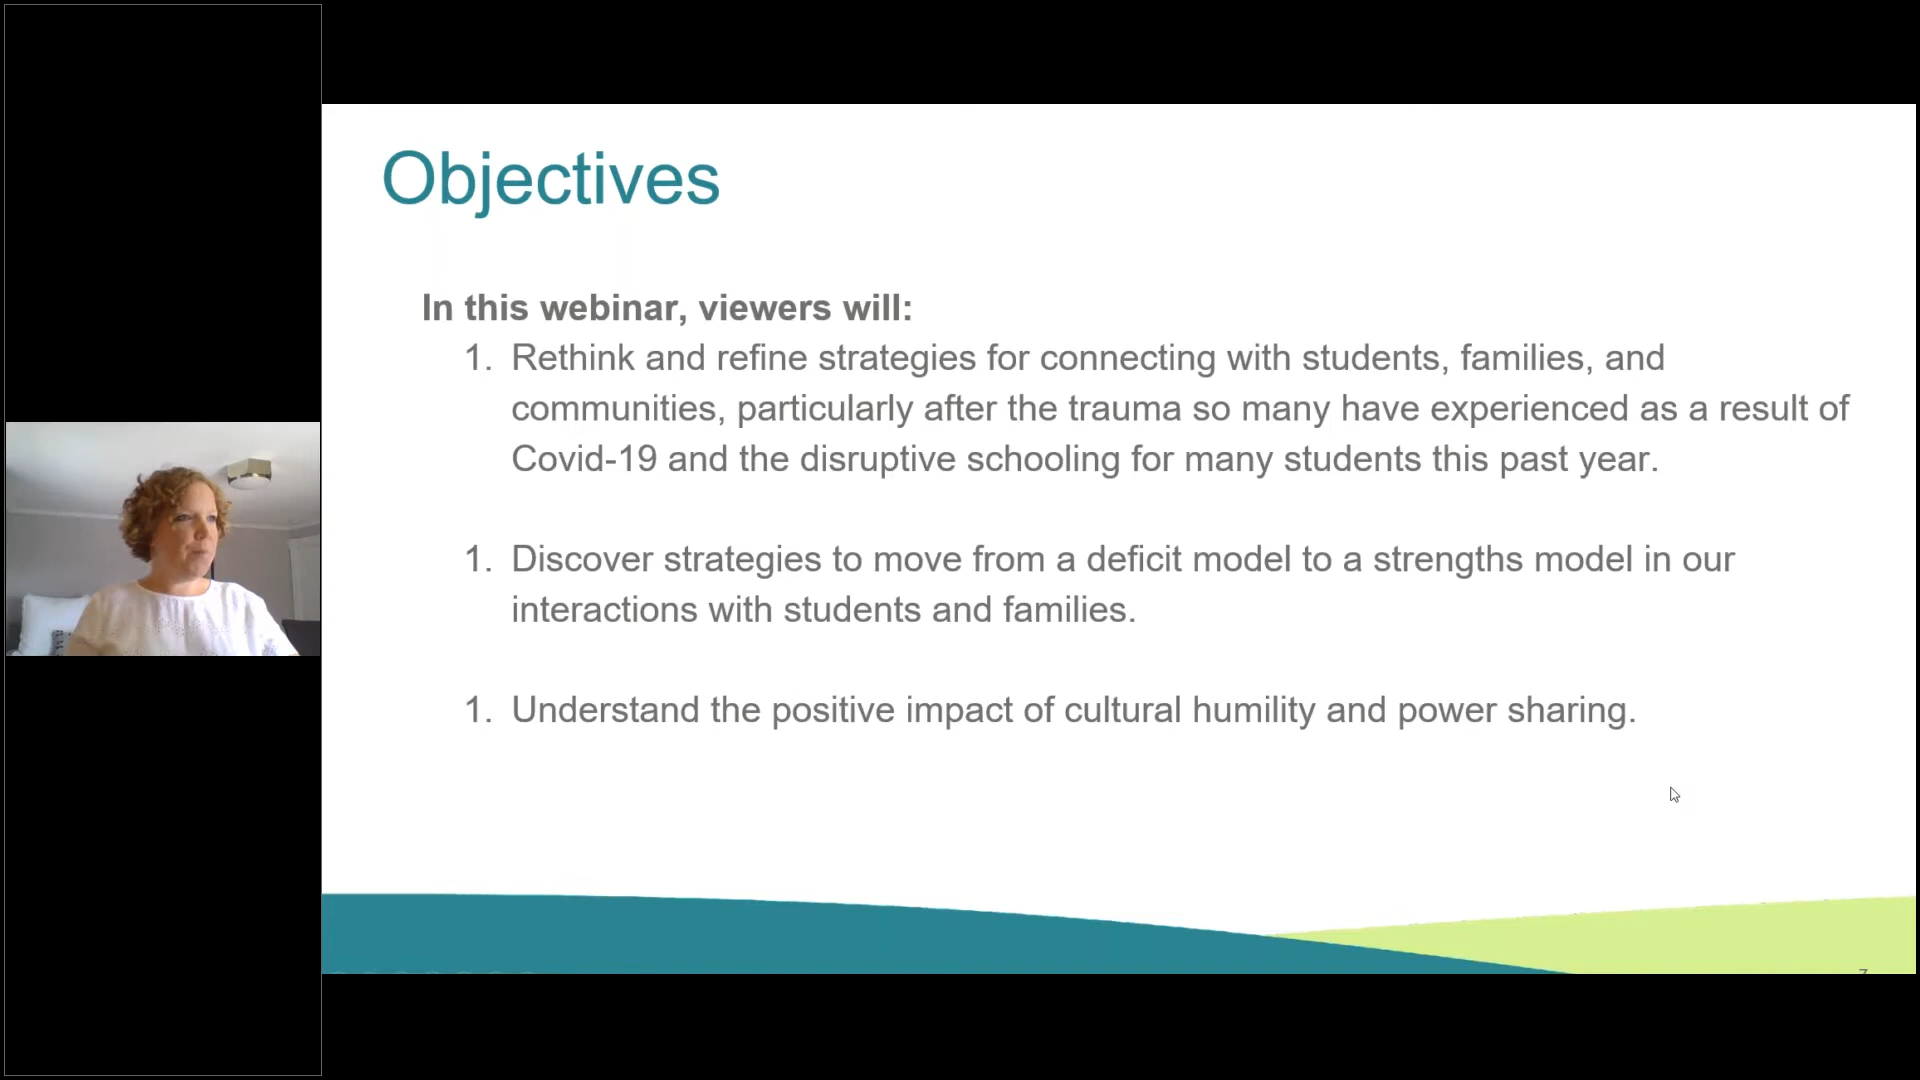 Objectives
In this webinar, viewers will:
1. Rethink and refine strategies for connecting with students, families, and
communities, particularly after the trauma so many have experienced as a result of
Covid-19 and the disruptive schooling for many students this past year.
1. Discover strategies to move from a deficit model to a strengths model in our
interactions with students and families.
1. Understand the positive impact of cultural humility and power sharing.